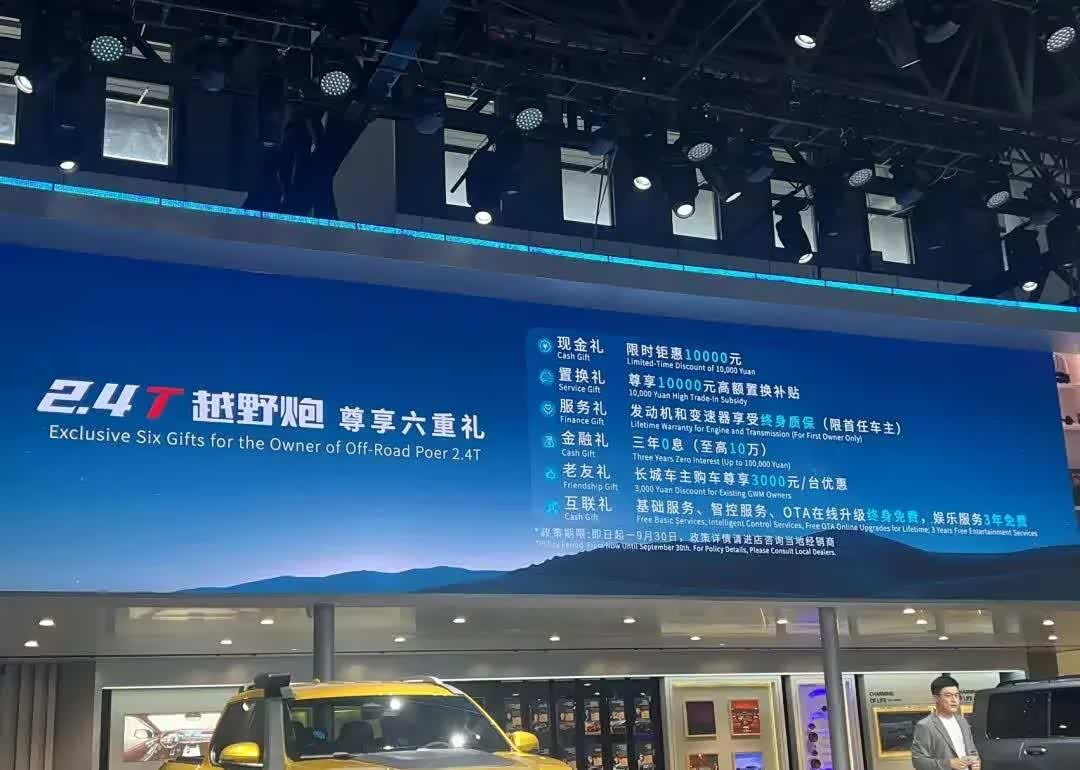 2.4T 越野炮 尊享六重礼
Exclusive Six Gifts for the Owner of Off-Road Poer 2.4T
现金礼 限时钜惠10000元
Cash Gift Limited-Time Discount of 10,000 Yuan
置换礼 尊享10000元高额置换补贴
Service Gift 10,000 Yuan High Trade-In Subsidy
服务礼 发动机和变速器享受终身质保（限首任车主）
Finance Gift Lifetime Warranty for Engine and Transmission (For First Owner Only)
金融礼 三年0息（至高10万）
Cash Gift Three Years Zero Interest (Up to 100,000 Yuan)
老友礼 长城车主购车尊享3000元/台优惠
Friendship Gift 3,000 Yuan Discount for Existing GWM Owners
互联礼 基础服务、智控服务、OTA在线升级终身免费，娱乐服务3年免费
Cash Gift Free Basic Services, Intelligent Control Services, Free OTA Online Upgrades for Lifetime; 3 Years Free Entertainment Services
*政策期限:即日起—9月30日，政策详情请进店咨询当地经销商
*Policy Period: From Now Until September 30th. For Policy Details, Please Consult Local Dealers.
CHARMING
OF LIFE